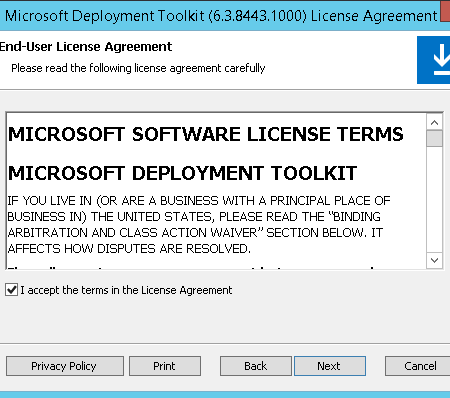 Microsoft Deployment Toolkit (6.3.8443.1000) License Agreement
End-User License Agreement
Please read the following license agreement carefully
MICROSOFT SOFTWARE LICENSE TERMS
MICROSOFT DEPLOYMENT TOOLKIT
IF YOU LIVE IN (OR ARE A BUSINESS WITH A PRINCIPAL PLACE OF
BUSINESS IN) THE UNITED STATES, PLEASE READ THE “BINDING
ARBITRATION AND CLASS ACTION WAIVER” SECTION BELOW. IT
AFFECTS HOW DISPUTES ARE RESOLVED.
I accept the terms in the License Agreement
Privacy Policy Print Back Next Cancel